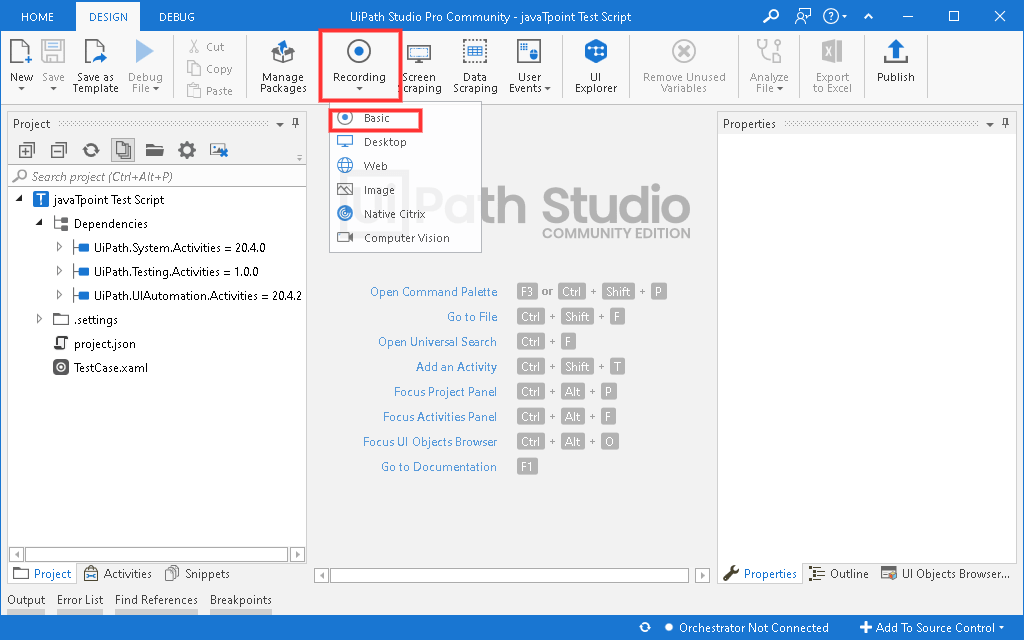 HOME DESIGN DEBUG UiPath Studio Pro Community - javaTpoint Test Script
New Save Save as Template Debug File Cut Copy Paste Manage Packages Recording Screen Scraping Data Scraping User Events UI Explorer Remove Unused Variables Analyze File Export to Excel Publish
Project
Search project (Ctrl+Alt+P)
javaTpoint Test Script
Dependencies
UiPath.System.Activities = 20.4.0
UiPath.Testing.Activities = 1.0.0
UiPath.UIAutomation.Activities = 20.4.2
.settings
project.json
TestCase.xaml
Basic
Desktop
Web
Image
Native Citrix
Computer Vision
UiPath Studio
COMMUNITY EDITION
Open Command Palette F3 or Ctrl + Shift + P
Go to File Ctrl + Shift + F
Open Universal Search Ctrl + F
Add an Activity Ctrl + Shift + T
Focus Project Panel Ctrl + Alt + P
Focus Activities Panel Ctrl + Alt + F
Focus UI Objects Browser Ctrl + Alt + O
Go to Documentation F1
Properties
Project Activities Snippets
Properties Outline UI Objects Browser...
Output Error List Find References Breakpoints
Orchestrator Not Connected Add To Source Control